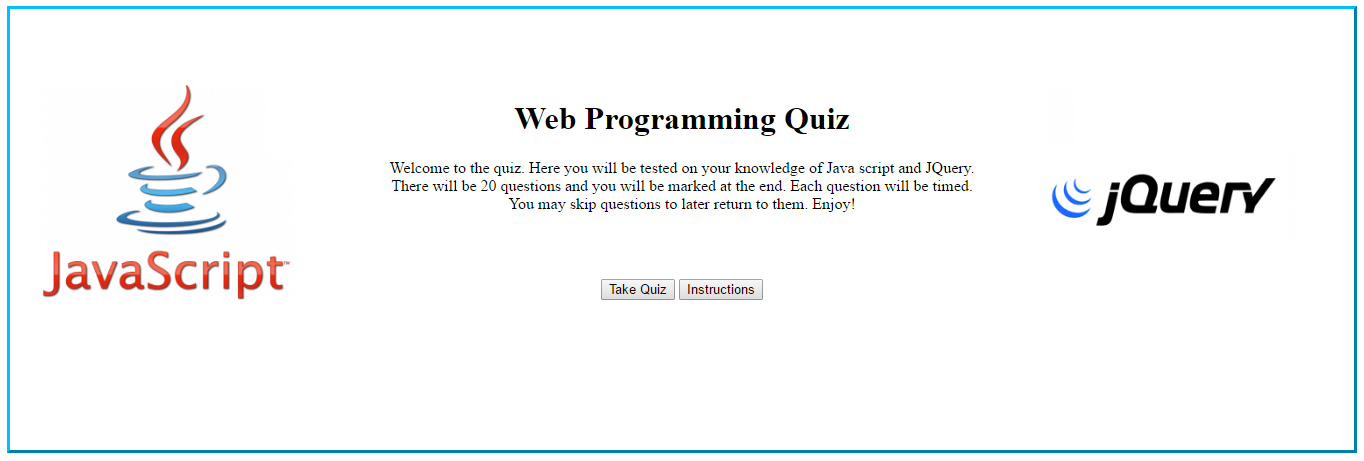 Web Programming Quiz
Welcome to the quiz. Here you will be tested on your knowledge of Java script and JQuery.
There will be 20 questions and you will be marked at the end. Each question will be timed.
You may skip questions to later return to them. Enjoy!
JavaScript™
jQuery
Take Quiz
Instructions